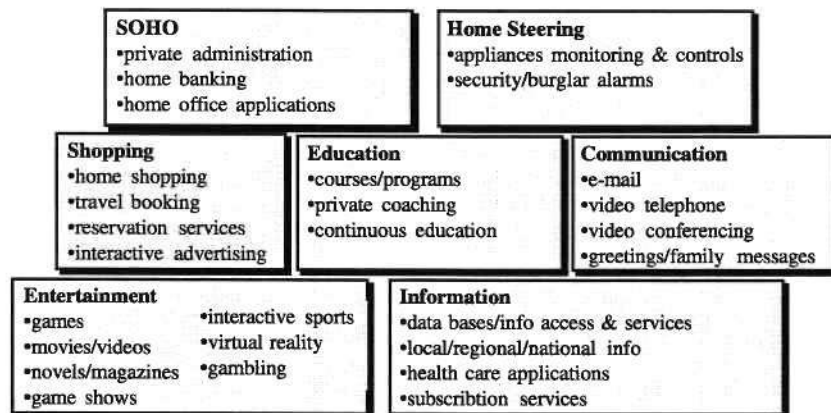 SOHO
•private administration
•home banking
•home office applications
Home Steering
•appliances monitoring & controls
•security/burglar alarms
Shopping
•home shopping
•travel booking
•reservation services
•interactive advertising
Education
•courses/programs
•private coaching
•continuous education
Communication
•e-mail
•video telephone
•video conferencing
•greetings/family messages
Entertainment
•games
•movies/videos
•novels/magazines
•game shows
•interactive sports
•virtual reality
•gambling
Information
•data bases/info access & services
•local/regional/national info
•health care applications
•subscribtion services